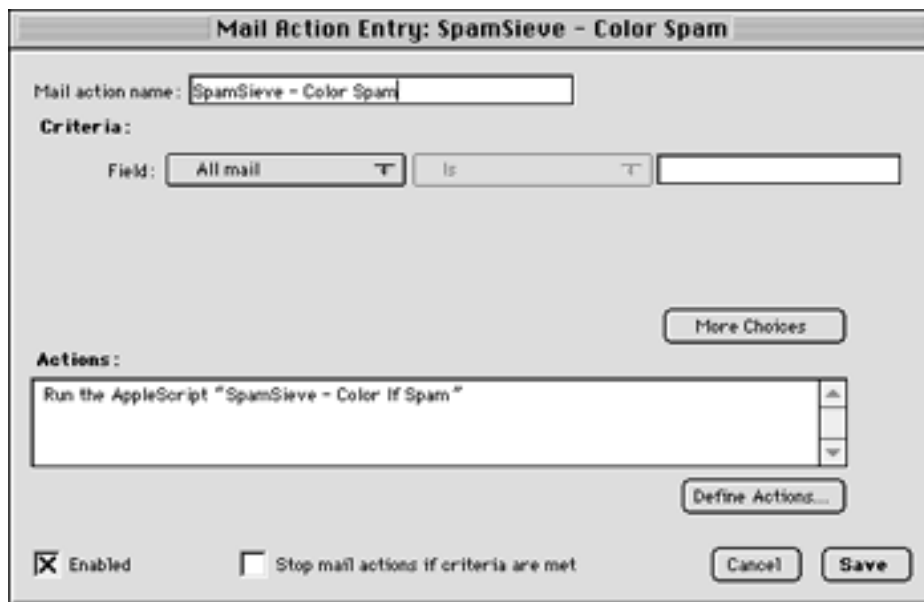 Mail Action Entry: SpamSieve - Color Spam
Mail action name: SpamSieve - Color Spam
Criteria:
Field: All mail Is
More Choices
Actions:
Run the AppleScript "SpamSieve - Color If Spam"
Define Actions...
Enabled Stop mail actions if criteria are met Cancel Save